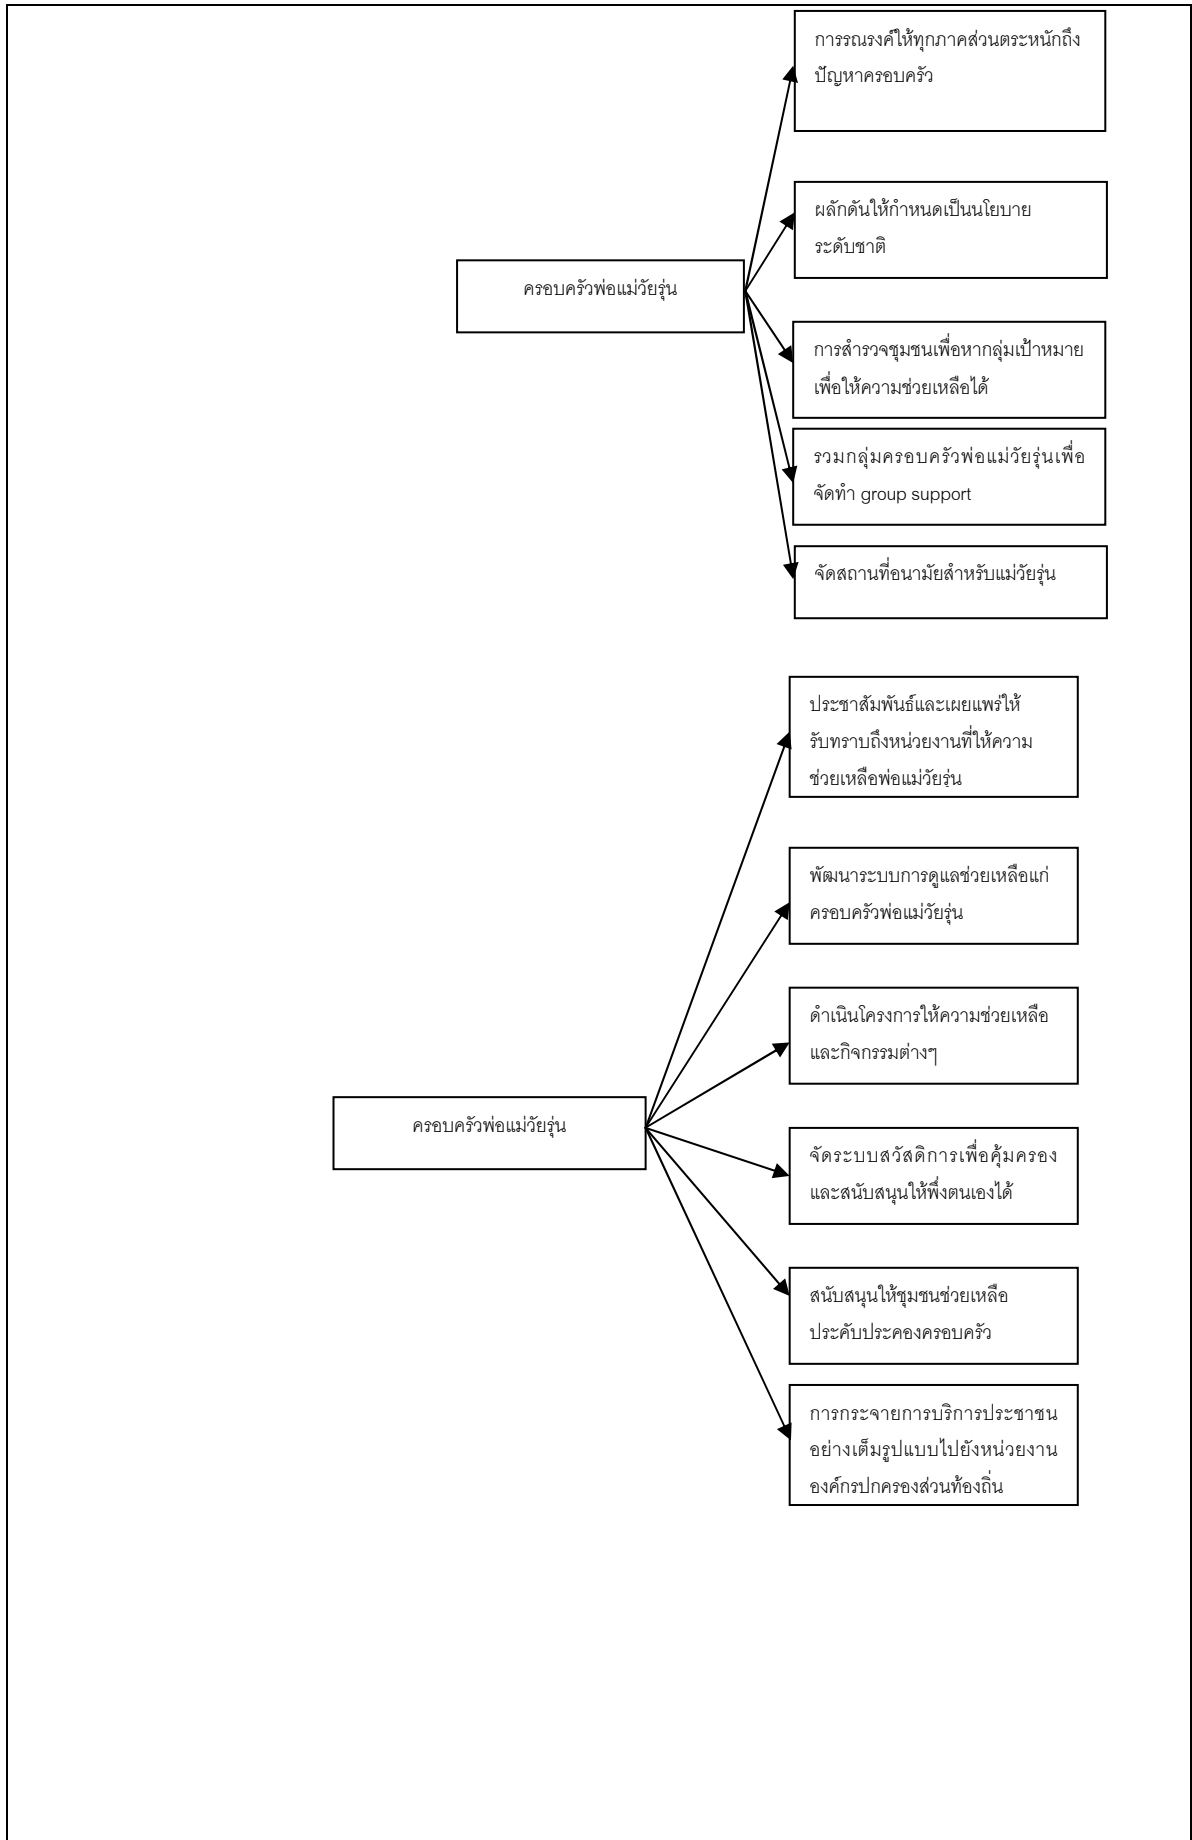 การรณรงค์ให้ทุกภาคส่วนตระหนักถึง
ปัญหาครอบครัว
ผลักดันให้กำหนดเป็นนโยบาย
ระดับชาติ
ครอบครัวพ่อแม่วัยรุ่น
การสำรวจชุมชนเพื่อหากลุ่มเป้าหมาย
เพื่อให้ความช่วยเหลือได้
รวมกลุ่มครอบครัวพ่อแม่วัยรุ่นเพื่อ
จัดทำ group support
จัดสถานที่อนามัยสำหรับแม่วัยรุ่น
ประชาสัมพันธ์และเผยแพร่ให้
รับทราบถึงหน่วยงานที่ให้ความ
ช่วยเหลือพ่อแม่วัยรุ่น
พัฒนาระบบการดูแลช่วยเหลือแก่
ครอบครัวพ่อแม่วัยรุ่น
ดำเนินโครงการให้ความช่วยเหลือ
และกิจกรรมต่างๆ
ครอบครัวพ่อแม่วัยรุ่น
จัดระบบสวัสดิการเพื่อคุ้มครอง
และสนับสนุนให้พึ่งตนเองได้
สนับสนุนให้ชุมชนช่วยเหลือ
ประคับประคองครอบครัว
การกระจายการบริการประชาชน
อย่างเต็มรูปแบบไปยังหน่วยงาน
องค์กรปกครองส่วนท้องถิ่น